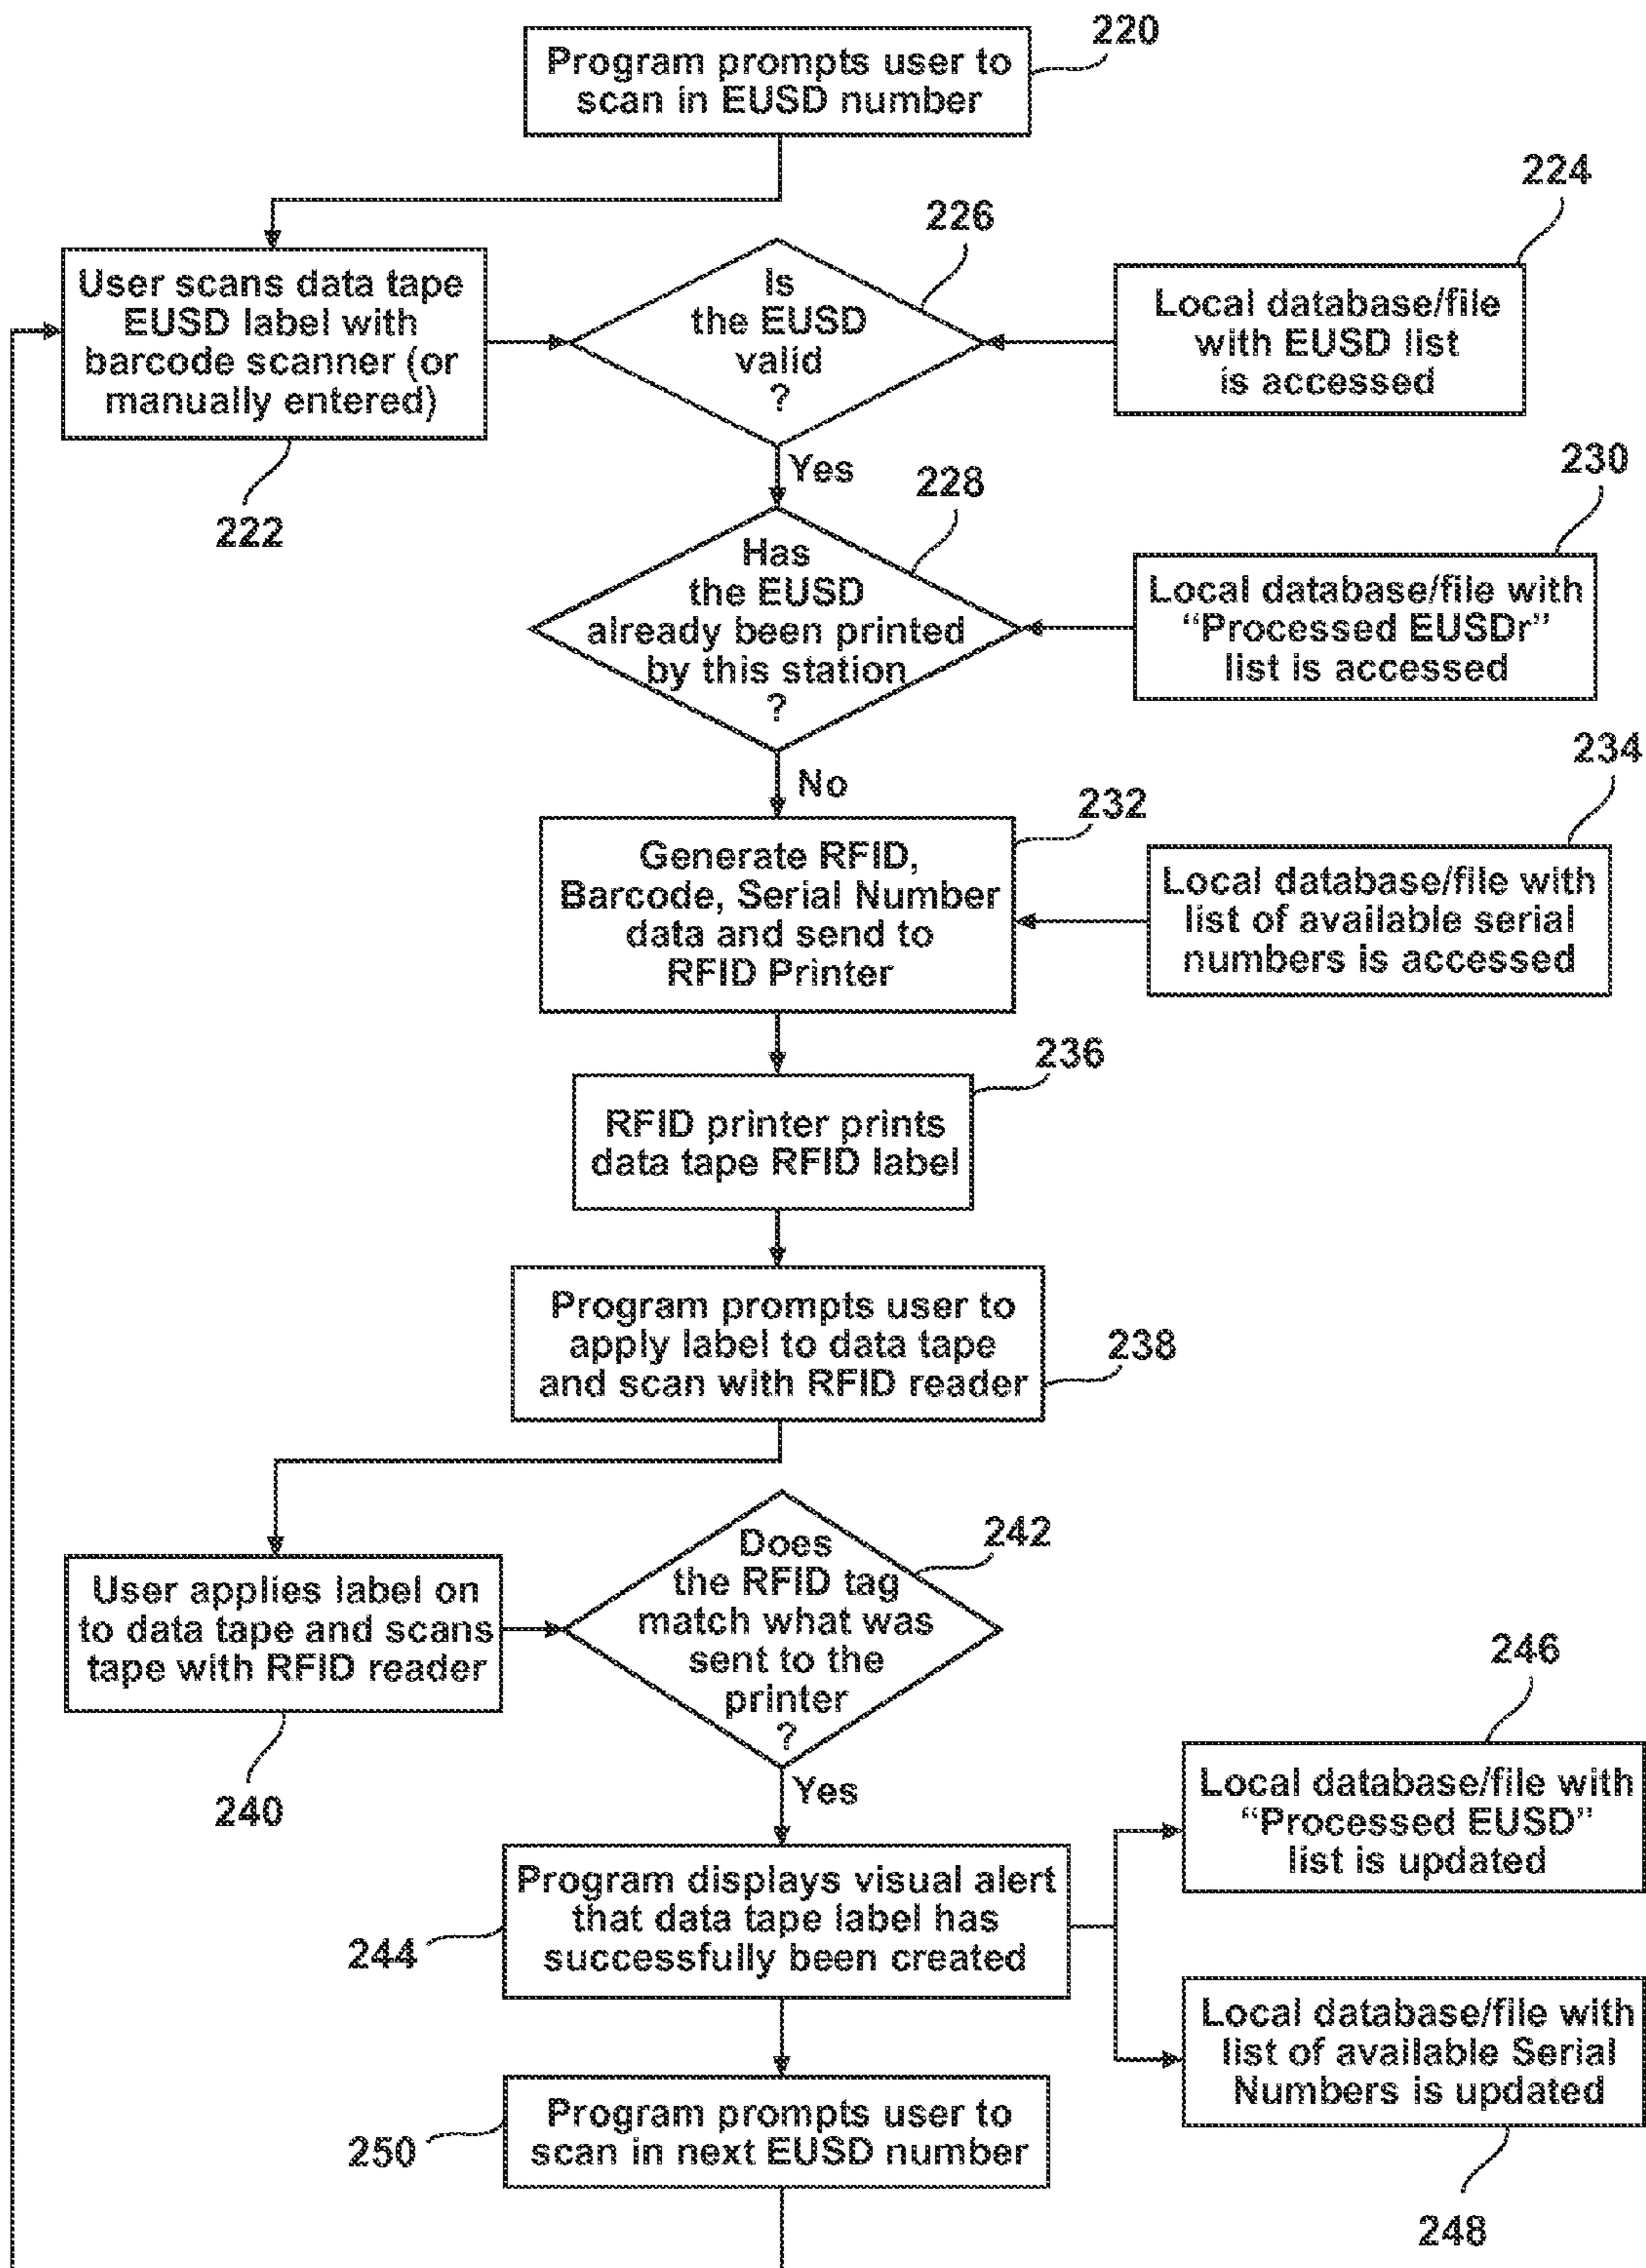 220
Program prompts user to
scan in EUSD number
224
226
User scans data tape
EUSD label with
barcode scanner (or
manually entered)
222
Is
the EUSD
valid
?
Local database/file
with EUSD list
is accessed
Yes
228
230
Has
the EUSD
already been printed
by this station
?
Local database/file with
“Processed EUSDr”
list is accessed
No
232
234
Generate RFID,
Barcode, Serial Number
data and send to
RFID Printer
Local database/file with
list of available serial
numbers is accessed
236
RFID printer prints
data tape RFID label
Program prompts user to
apply label to data tape
and scan with RFID reader
238
User applies label on
to data tape and scans
tape with RFID reader
240
242
Does
the RFID tag
match what was
sent to the
printer
?
Yes
246
Local database/file with
“Processed EUSD”
list is updated
Program displays visual alert
that data tape label has
successfully been created
244
Local database/file with
list of available Serial
Numbers is updated
248
Program prompts user to
scan in next EUSD number
250